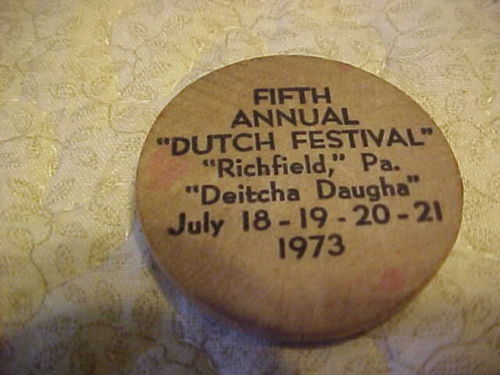 FIFTH
ANNUAL
"DUTCH FESTIVAL"
"Richfield," Pa.
"Deitcha Daugha"
July 18 - 19 - 20 - 21
1973